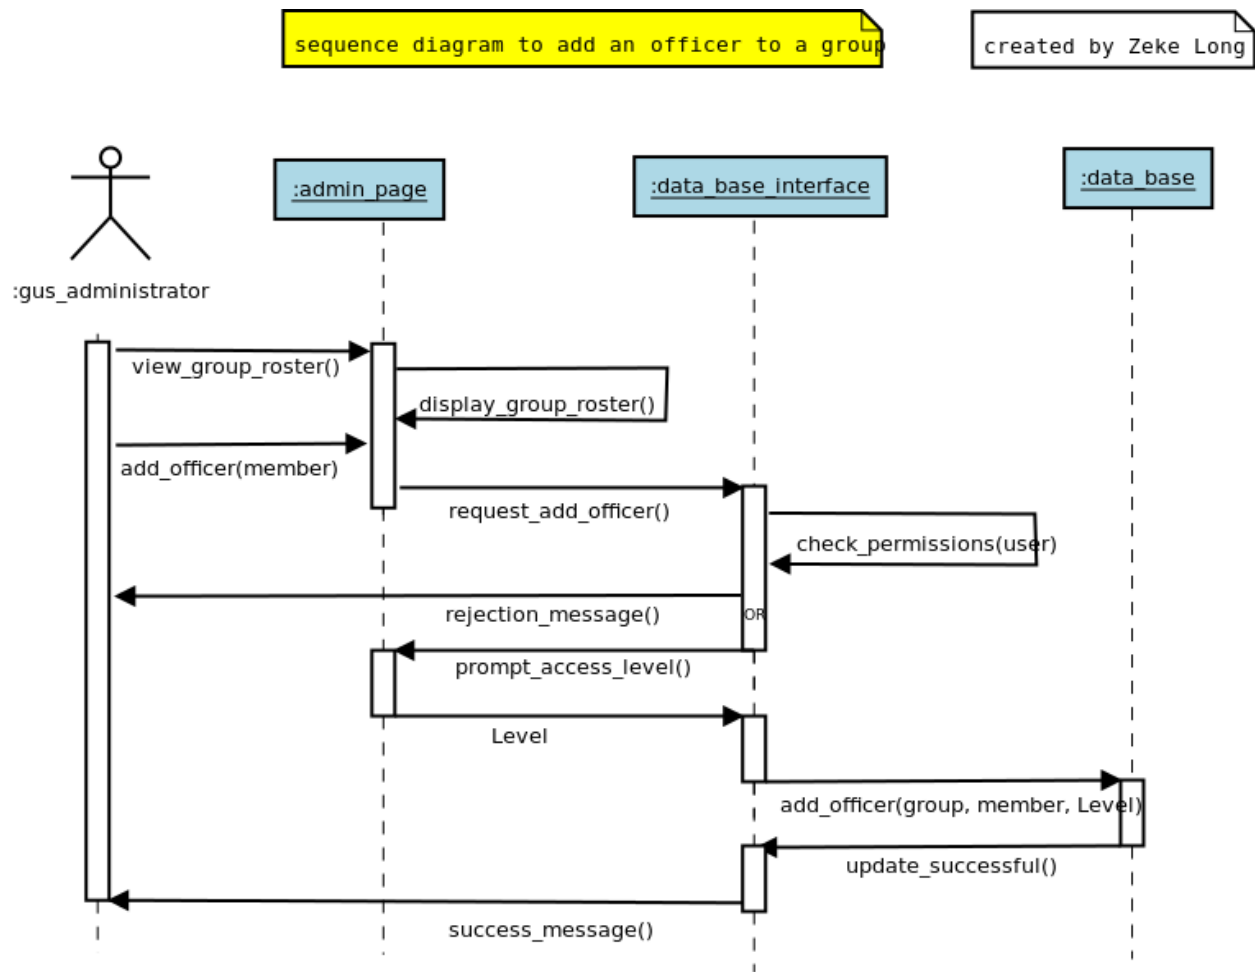 sequence diagram to add an officer to a group
created by Zeke Long
:gus_administrator
:admin_page
:data_base_interface
:data_base
view_group_roster()
display_group_roster()
add_officer(member)
request_add_officer()
check_permissions(user)
rejection_message()
OR
prompt_access_level()
Level
add_officer(group, member, Level)
update_successful()
success_message()